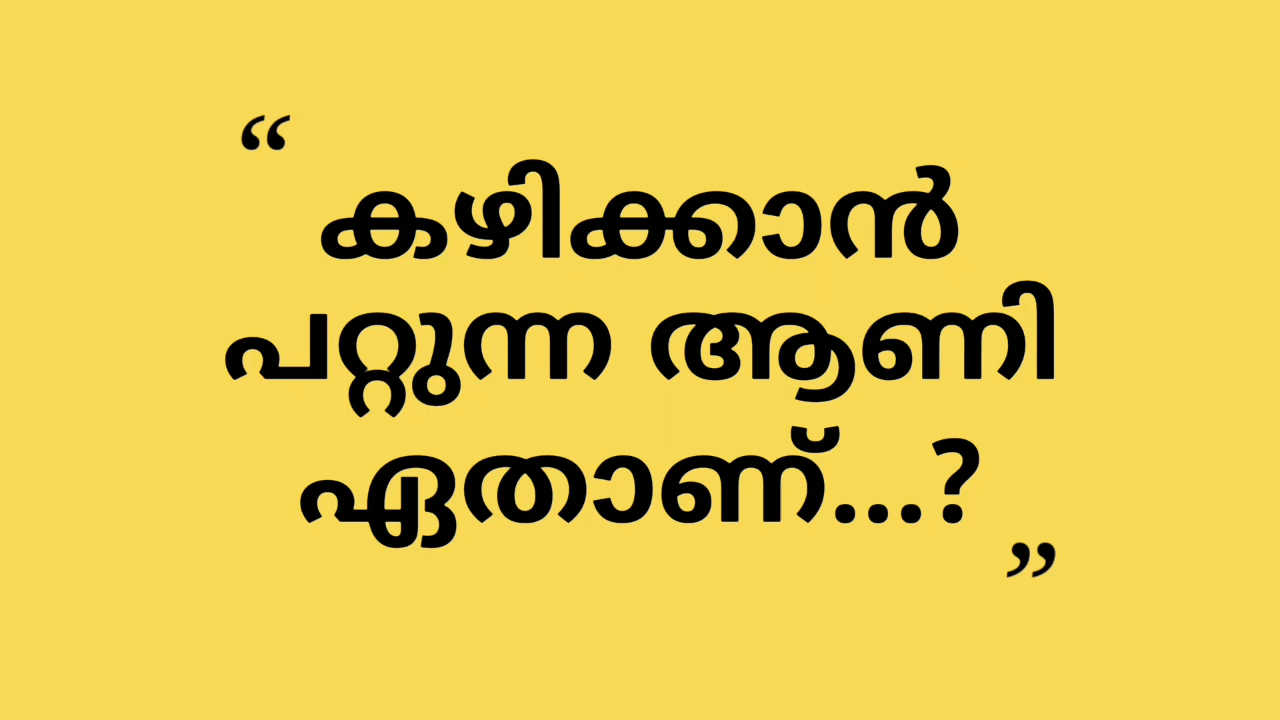 “
കഴിക്കാൻ
പറ്റുന്ന ആണി
ഏതാണ്...?
”